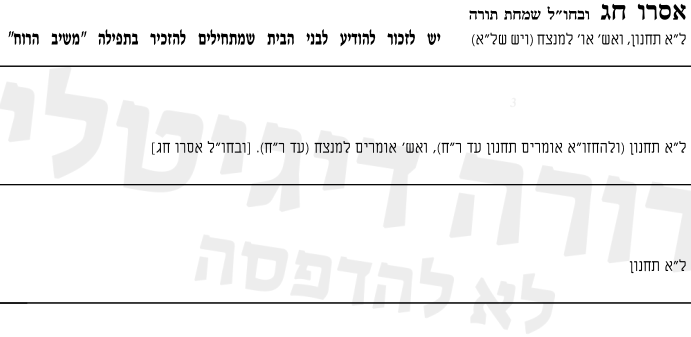 אסרו חג ובחו״ל שמחת תורה
ל״א תחנון, ואש׳ או׳ למנצח (ויש של״א) יש לזכור להודיע לבני הבית שמתחילים להזכיר בתפילה ״משיב הרוח״
ל״א תחנון (ולהחזו״א אומרים תחנון עד ר״ח), ואש׳ אומרים למנצח (עד ר״ח). [ובחו״ל אסרו חג]
ל״א תחנון
דורה דיגיטלי
לא להדפסה